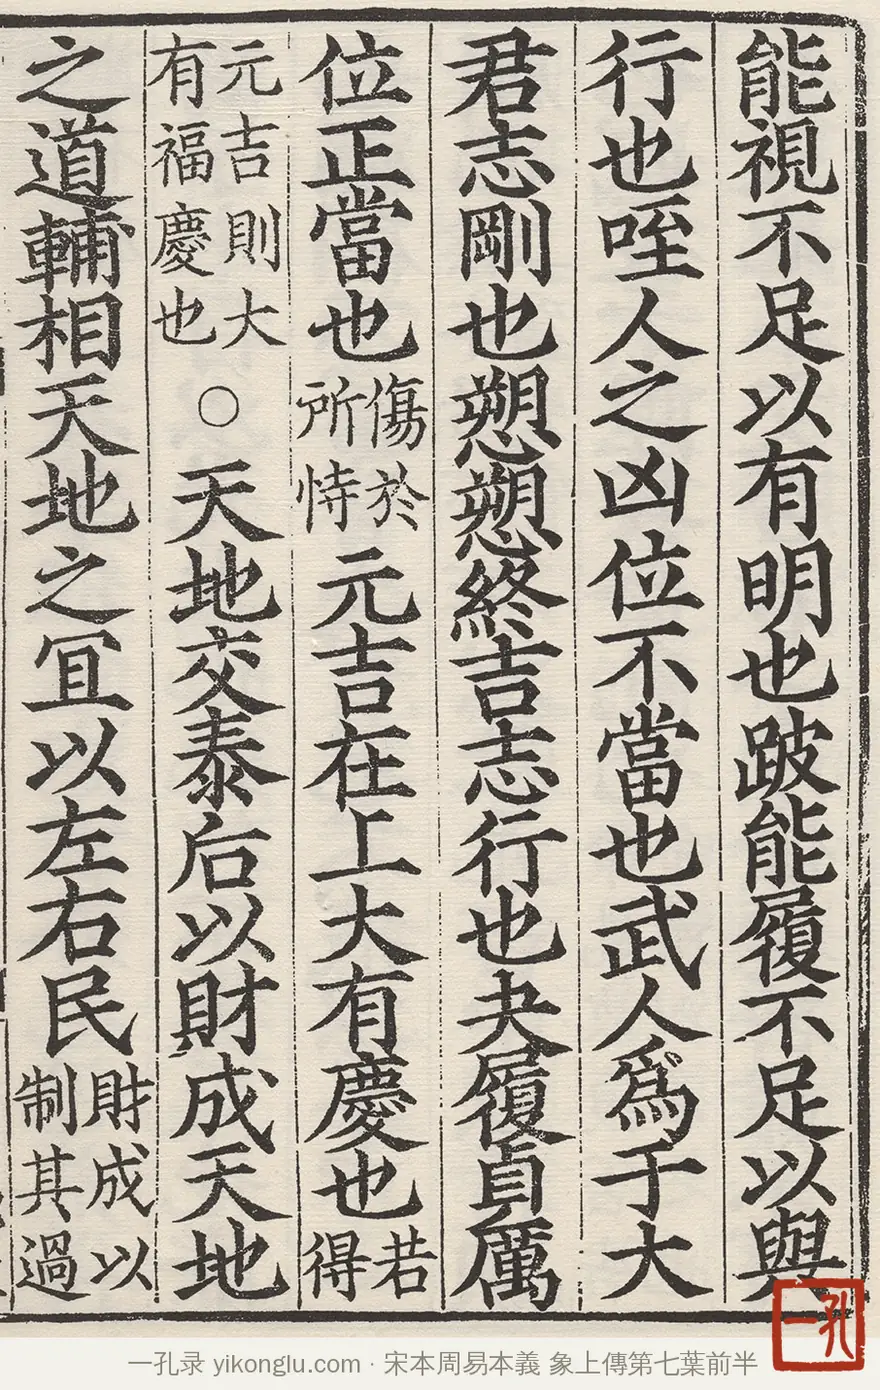 能視不足以有明也跛能履不足以與
行也咥人之凶位不當也武人爲于大
君志剛也愬愬終吉志行也夬履貞厲
位正當也傷於所恃元吉在上大有慶也若得
元吉則大有福慶也○天地交泰后以財成天地
之道輔相天地之宜以左右民財成以制其過
一孔
一孔录 yikonglu.com · 宋本周易本義 象上傳第七葉前半